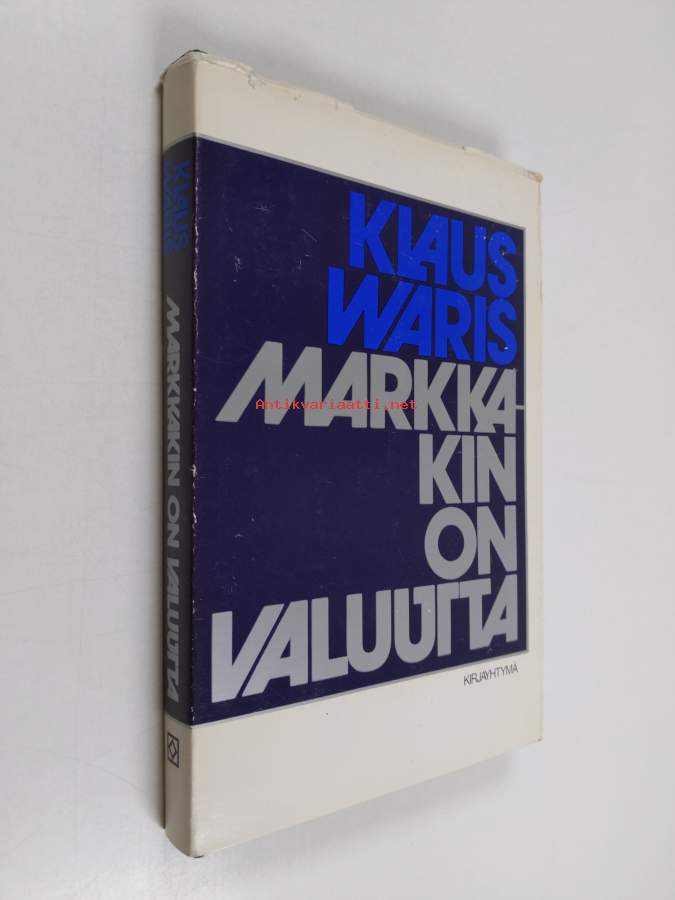 KLAUS
WARIS
MARKKA-
KIN
ON
VALUUTTA
KIRJAYHTYMÄ
KLAUS
WARIS
MARKKAKIN ON VALUUTTA
Antikvariaatti.net